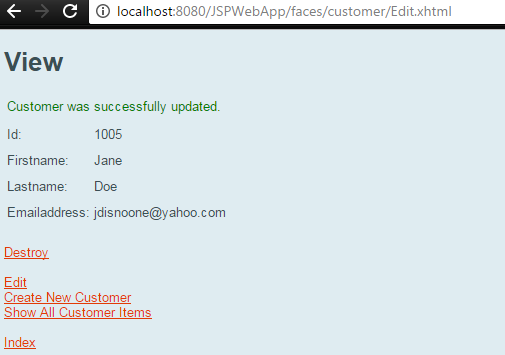 localhost:8080/JSPWebApp/faces/customer/Edit.xhtml
View
Customer was successfully updated.
Id: 1005
Firstname: Jane
Lastname: Doe
Emailaddress: jdisnoone@yahoo.com
Destroy
Edit
Create New Customer
Show All Customer Items
Index